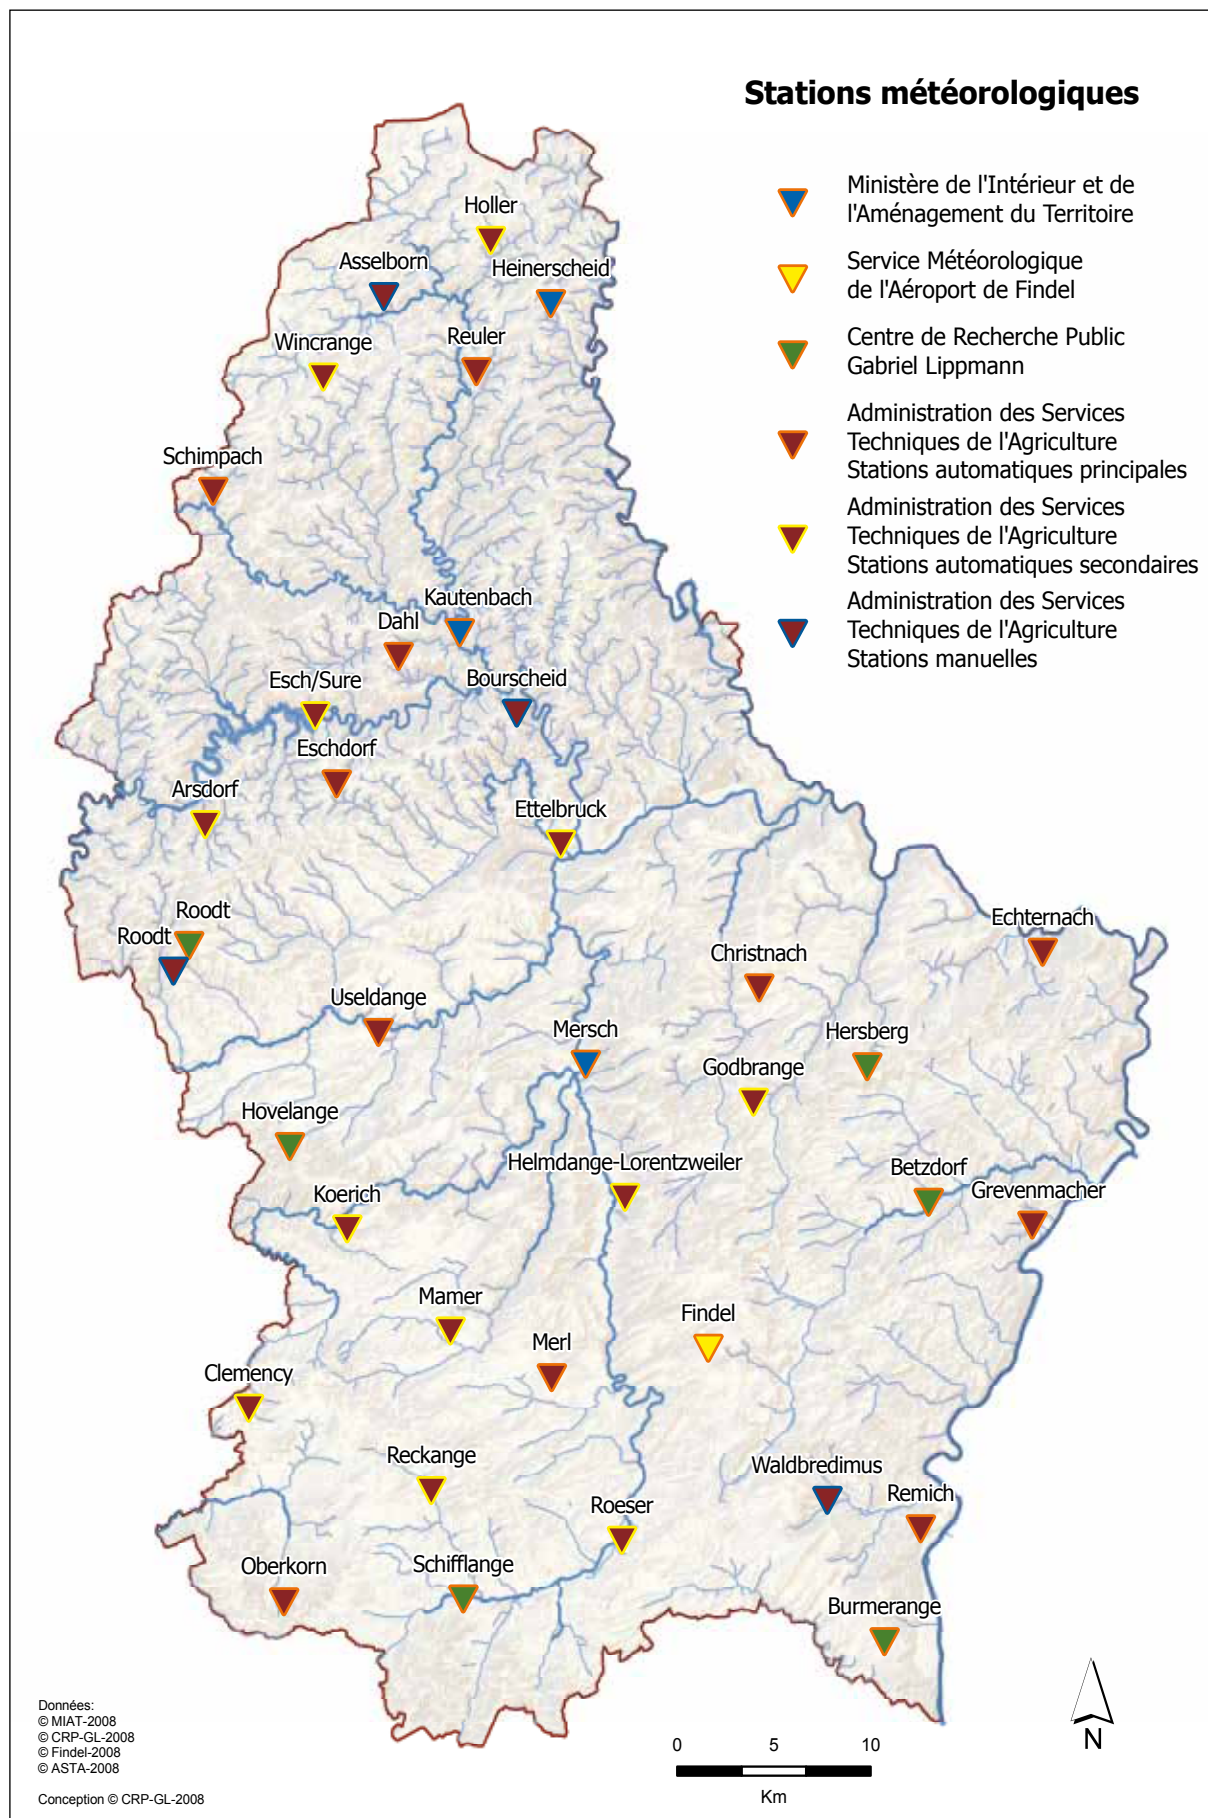 Stations météorologiques
Ministère de l'Intérieur et de
l'Aménagement du Territoire
Service Météorologique
de l'Aéroport de Findel
Centre de Recherche Public
Gabriel Lippmann
Administration des Services
Techniques de l'Agriculture
Stations automatiques principales
Administration des Services
Techniques de l'Agriculture
Stations automatiques secondaires
Administration des Services
Techniques de l'Agriculture
Stations manuelles
Holler
Asselborn
Heinerscheid
Wincrange
Reuler
Schimpach
Kautenbach
Dahl
Esch/Sure
Bourscheid
Eschdorf
Arsdorf
Ettelbruck
Roodt
Roodt
Echternach
Christnach
Useldange
Mersch
Hersberg
Godbrange
Hovelange
Helmdange-Lorentzweiler
Betzdorf
Koerich
Grevenmacher
Mamer
Findel
Merl
Clemency
Reckange
Waldbredimus
Remich
Roeser
Oberkorn
Schifflange
Burmerange
Données:
© MIAT-2008
© CRP-GL-2008
© Findel-2008
© ASTA-2008
Conception © CRP-GL-2008
0 5 10
Km
N